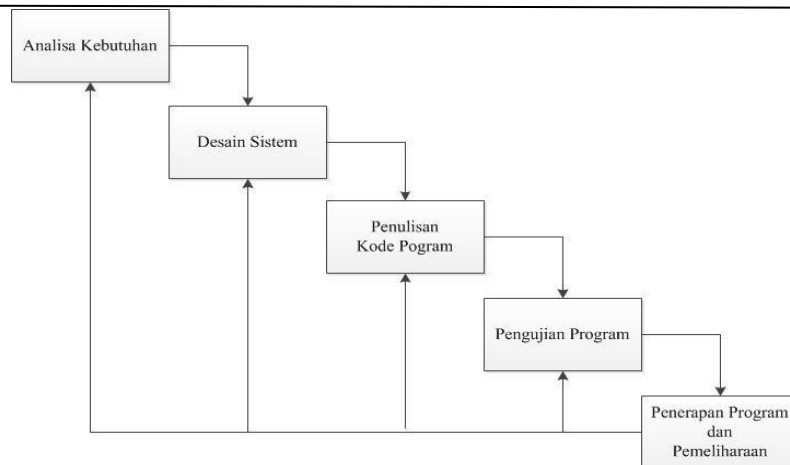 Analisa Kebutuhan
Desain Sistem
Penulisan
Kode Pogram
Pengujian Program
Penerapan Program
dan
Pemeliharaan